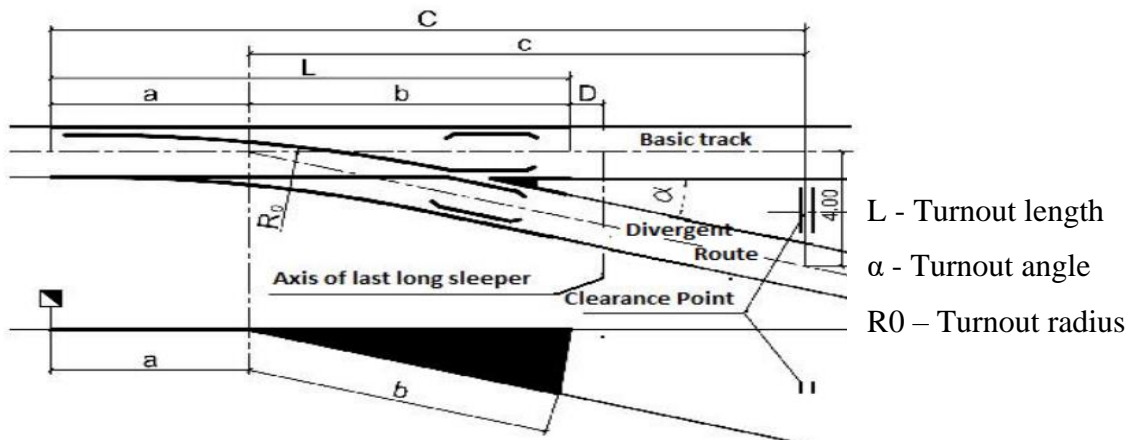 C
c
L
a
b
D
Basic track
R₀
α
4,00
Divergent
Route
Axis of last long sleeper
Clearance Point
a
b
L - Turnout length
α - Turnout angle
R0 – Turnout radius